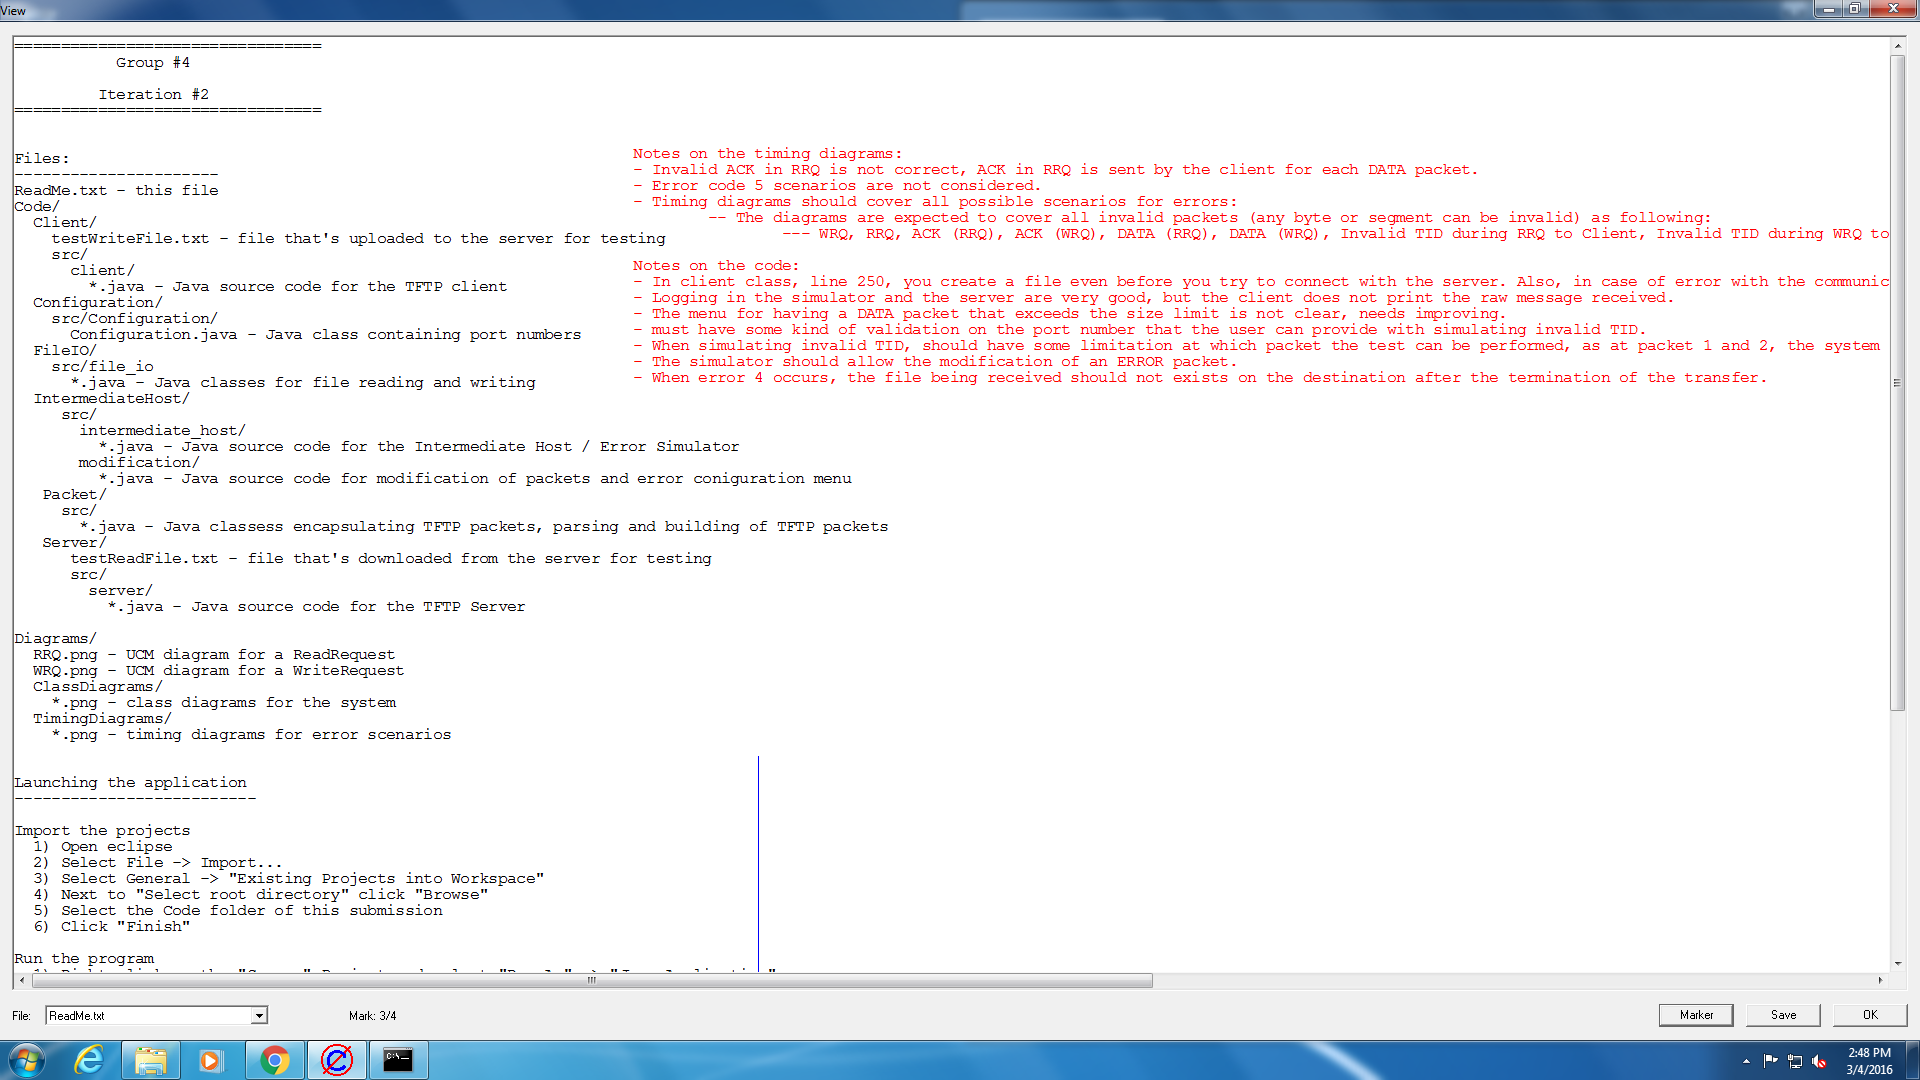 View
=================================
Group #4
Iteration #2
=================================
Files:
----------------------
ReadMe.txt - this file
Code/
Client/
testWriteFile.txt - file that's uploaded to the server for testing
src/
client/
*.java - Java source code for the TFTP client
Configuration/
src/Configuration/
Configuration.java - Java class containing port numbers
FileIO/
src/file_io
*.java - Java classes for file reading and writing
IntermediateHost/
src/
intermediate_host/
*.java - Java source code for the Intermediate Host / Error Simulator
modification/
*.java - Java source code for modification of packets and error coniguration menu
Packet/
src/
*.java - Java classess encapsulating TFTP packets, parsing and building of TFTP packets
Server/
testReadFile.txt - file that's downloaded from the server for testing
src/
server/
*.java - Java source code for the TFTP Server
Diagrams/
RRQ.png - UCM diagram for a ReadRequest
WRQ.png - UCM diagram for a WriteRequest
ClassDiagrams/
*.png - class diagrams for the system
TimingDiagrams/
*.png - timing diagrams for error scenarios
Launching the application
--------------------------
Import the projects
1) Open eclipse
2) Select File -> Import...
3) Select General -> "Existing Projects into Workspace"
4) Next to "Select root directory" click "Browse"
5) Select the Code folder of this submission
6) Click "Finish"
Run the program
Notes on the timing diagrams:
- Invalid ACK in RRQ is not correct, ACK in RRQ is sent by the client for each DATA packet.
- Error code 5 scenarios are not considered.
- Timing diagrams should cover all possible scenarios for errors:
-- The diagrams are expected to cover all invalid packets (any byte or segment can be invalid) as following:
--- WRQ, RRQ, ACK (RRQ), ACK (WRQ), DATA (RRQ), DATA (WRQ), Invalid TID during RRQ to Client, Invalid TID during WRQ to
Notes on the code:
- In client class, line 250, you create a file even before you try to connect with the server. Also, in case of error with the communic
- Logging in the simulator and the server are very good, but the client does not print the raw message received.
- The menu for having a DATA packet that exceeds the size limit is not clear, needs improving.
- must have some kind of validation on the port number that the user can provide with simulating invalid TID.
- When simulating invalid TID, should have some limitation at which packet the test can be performed, as at packet 1 and 2, the system
- The simulator should allow the modification of an ERROR packet.
- When error 4 occurs, the file being received should not exists on the destination after the termination of the transfer.
File:
ReadMe.txt
Mark: 3/4
Marker
Save
OK
C:\
2:48 PM
3/4/2016